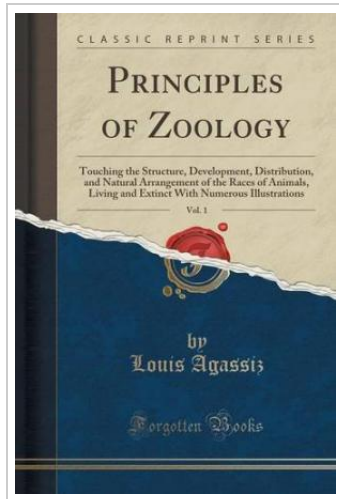 CLASSIC REPRINT SERIES
PRINCIPLES
OF ZOOLOGY
Touching the Structure, Development, Distribution,
and Natural Arrangement of the Races of Animals,
Living and Extinct With Numerous Illustrations
Vol. 1
by
Louis Agassiz
Forgotten Books